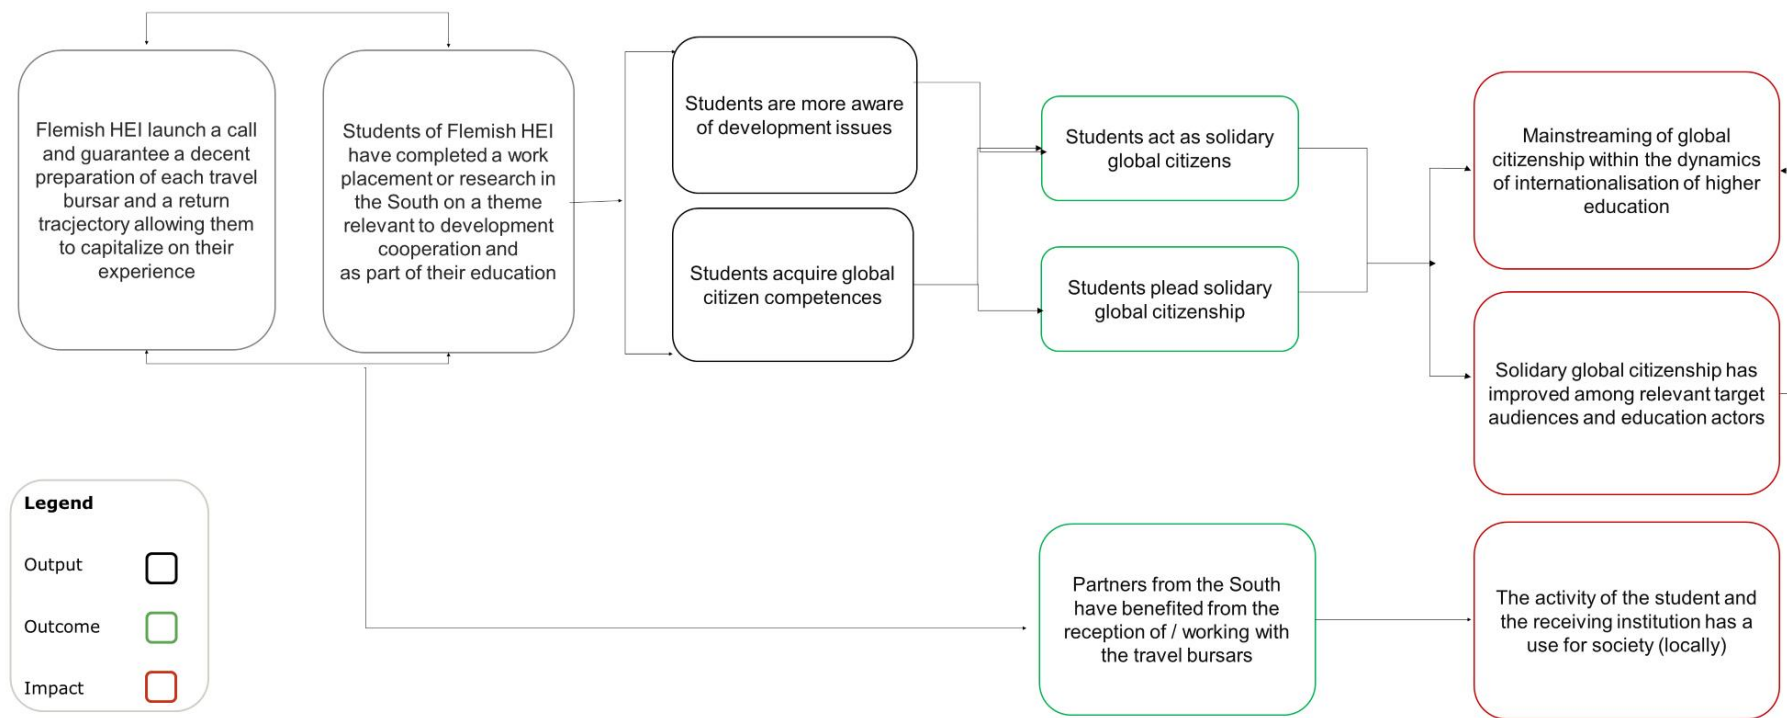 Flemish HEI launch a call
and guarantee a decent
preparation of each travel
bursar and a return
tracjectory allowing them
to capitalize on their
experience
Students of Flemish HEI
have completed a work
placement or research in
the South on a theme
relevant to development
cooperation and
as part of their education
Students are more aware
of development issues
Students acquire global
citizen competences
Students act as solidary
global citizens
Students plead solidary
global citizenship
Mainstreaming of global
citizenship within the dynamics
of internationalisation of higher
education
Solidary global citizenship has
improved among relevant target
audiences and education actors
Legend
Output
Outcome
Impact
Partners from the South
have benefited from the
reception of / working with
the travel bursars
The activity of the student and
the receiving institution has a
use for society (locally)